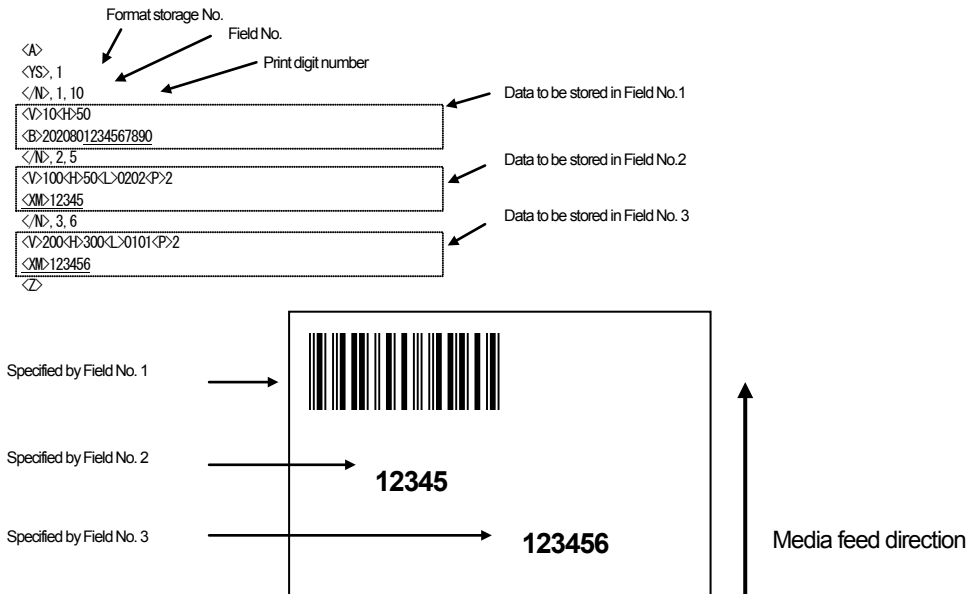 Format storage No.
Field No.
Print digit number
<A>
<YS>, 1
</N>, 1, 10
<V>10<H>50
<B>2020801234567890
</N>, 2, 5
<V>100<H>50<L>0202<P>2
<XM>12345
</N>, 3, 6
<V>200<H>300<L>0101<P>2
<XM>123456
<Z>
Data to be stored in Field No.1
Data to be stored in Field No.2
Data to be stored in Field No. 3
Specified by Field No. 1
Specified by Field No. 2
12345
Specified by Field No. 3
123456
Media feed direction